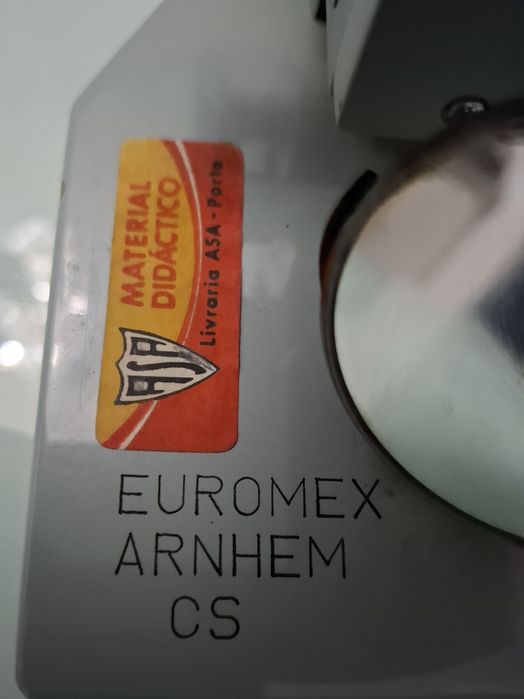 MATERIAL
DIDÁCTICO
Livraria ASA - Porto
ASA
EUROMEX
ARNHEM
CS